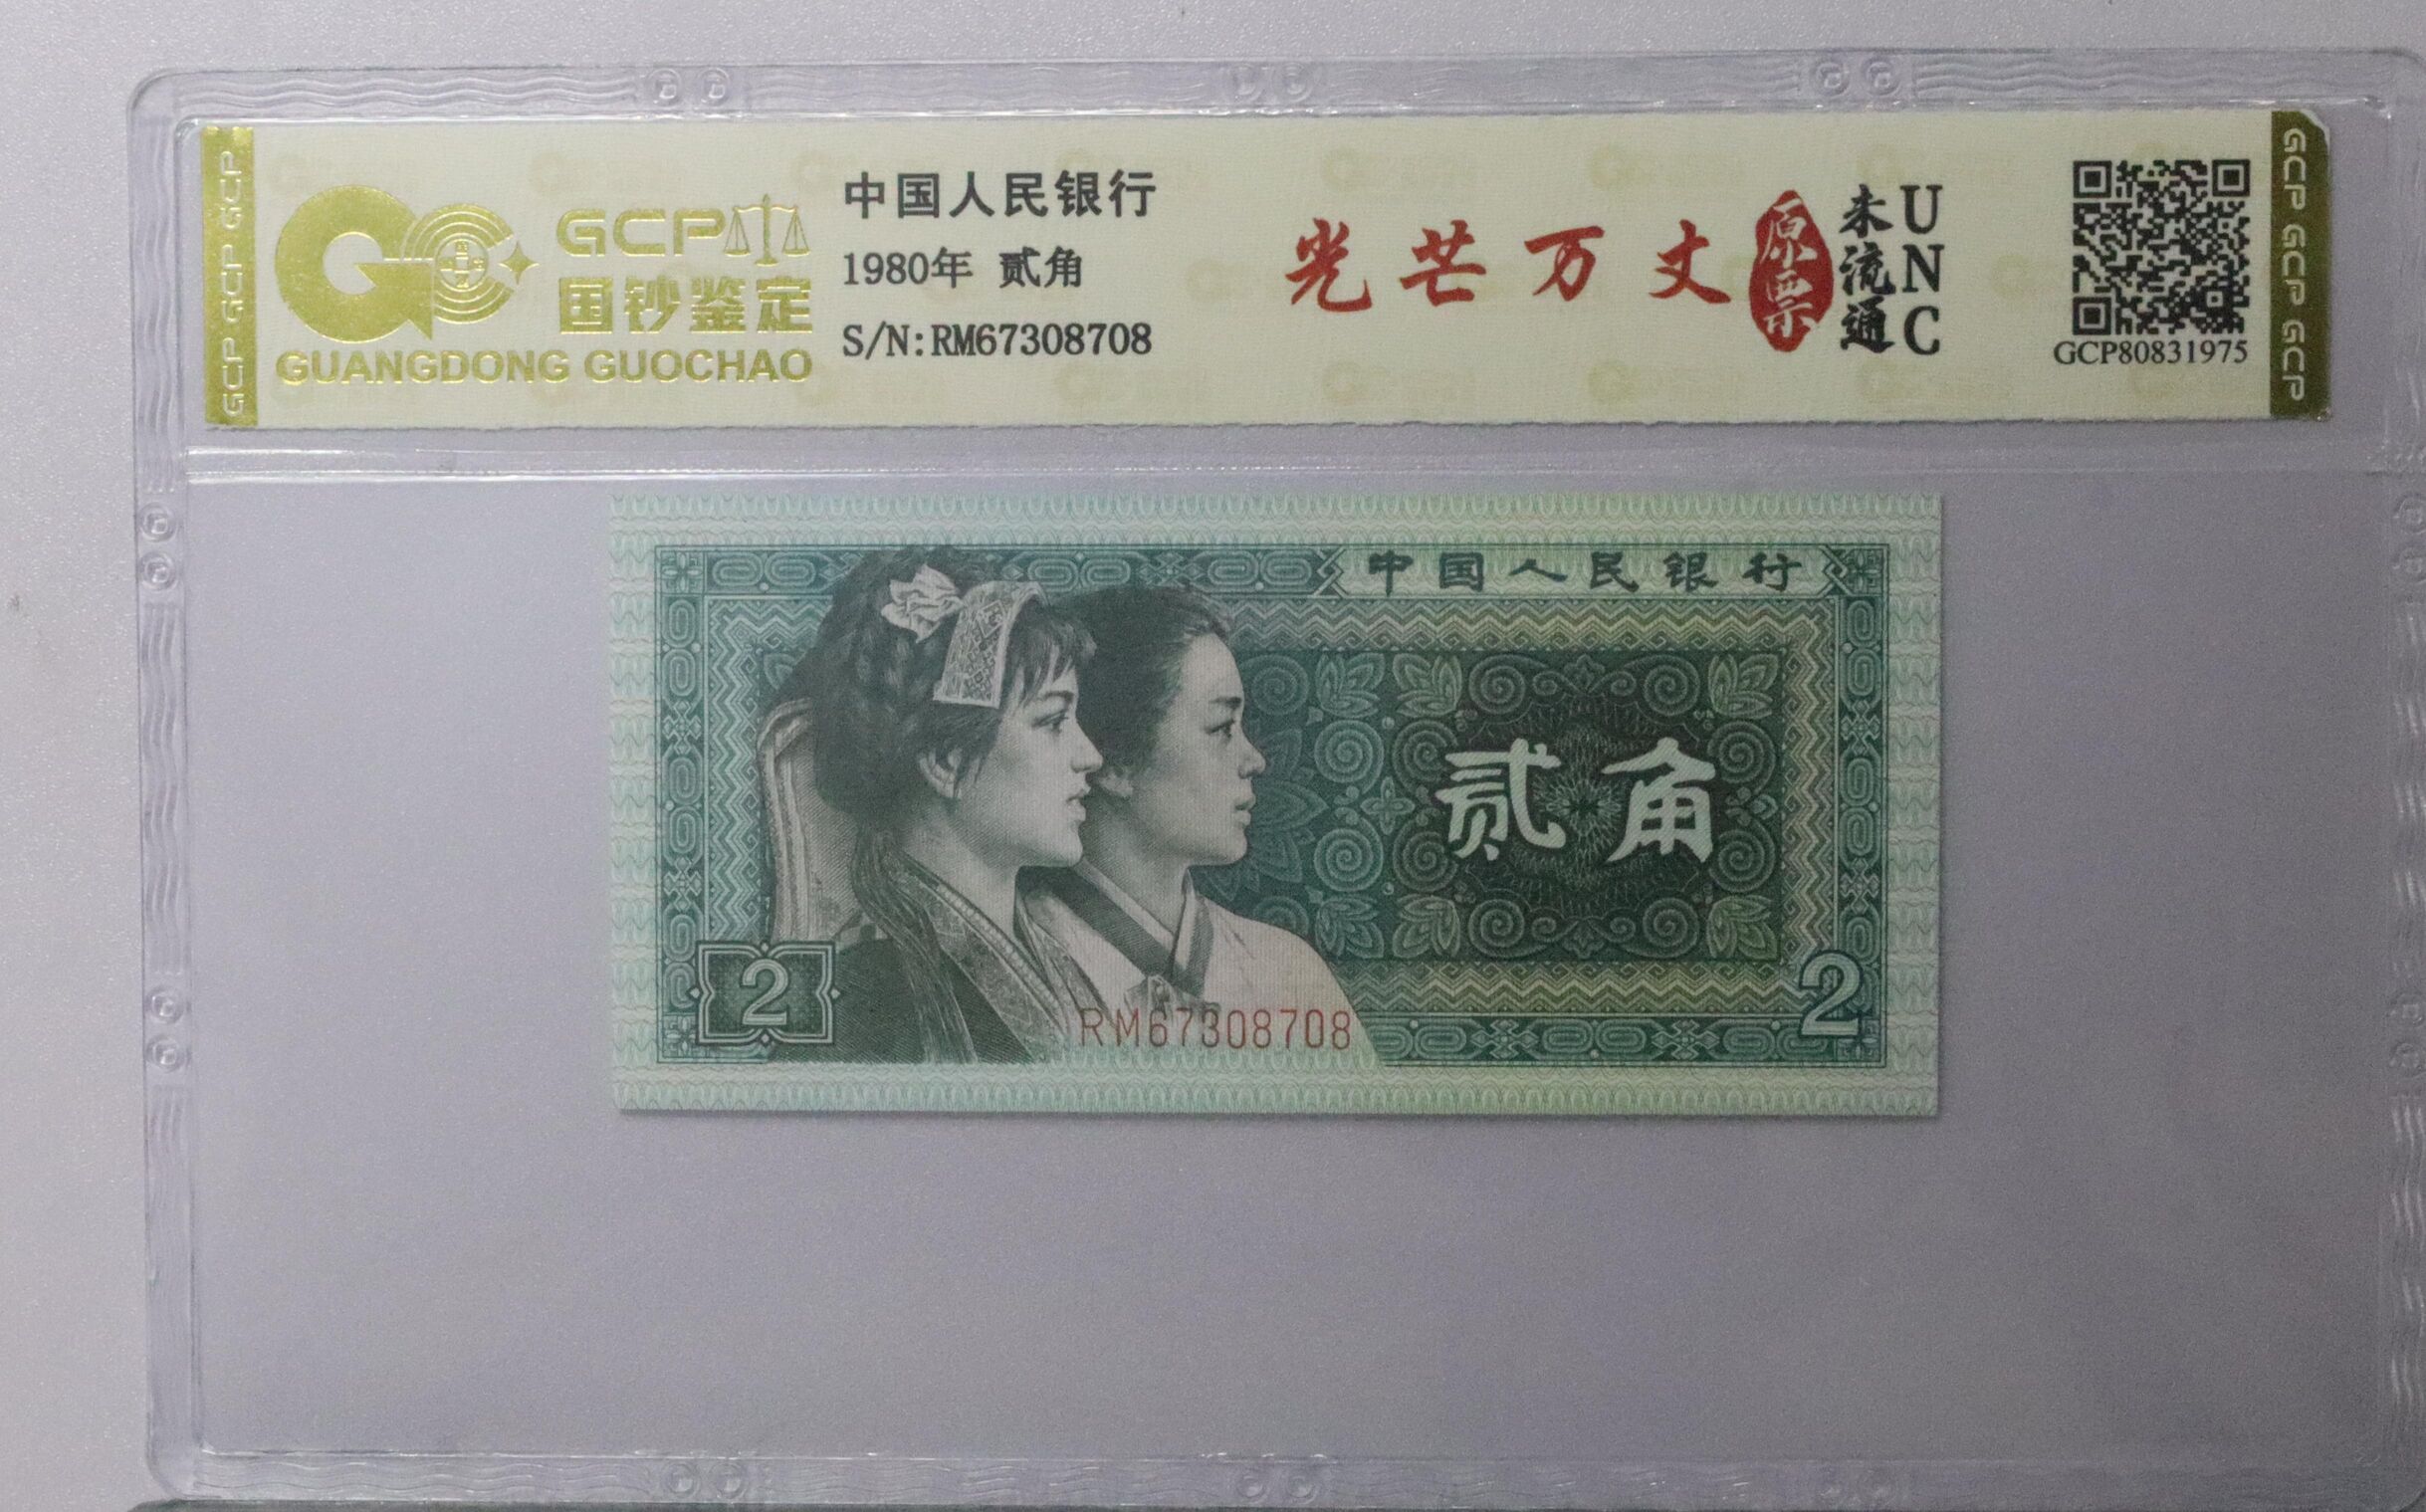 GCP GCP GCP
GCP
国钞鉴定
GUANGDONG GUOCHAO
中国人民银行
1980年 贰角
S/N:RM67308708
光芒万丈
原票
未流通
UNC
GCP80831975
GCP GCP GCP
中国人民银行
贰角
2
RM67308708
2